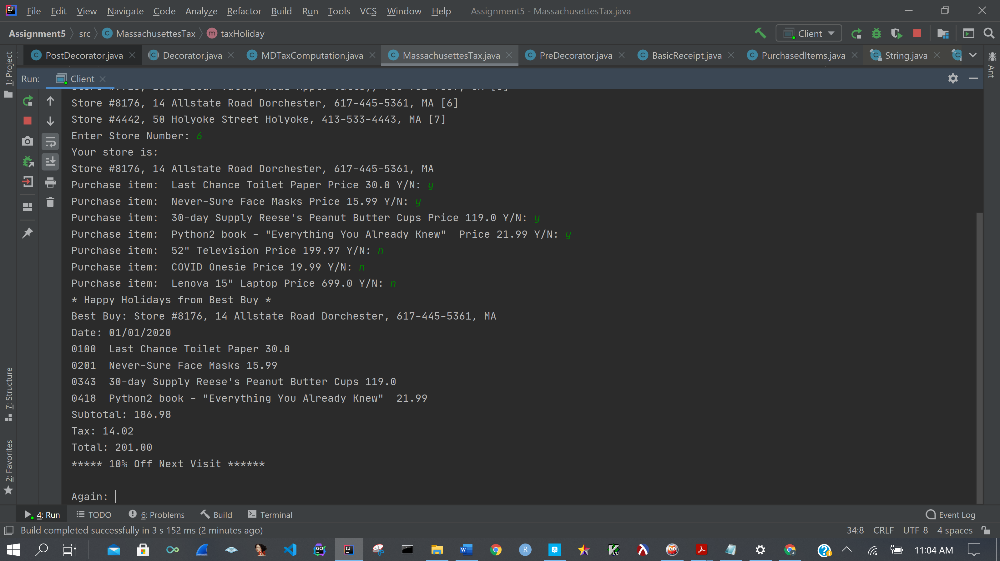 File Edit View Navigate Code Analyze Refactor Build Run Tools VCS Window Help Assignment5 - MassachusettesTax.java
Assignment5 src MassachusettesTax taxHoliday Client
PostDecorator.java Decorator.java MDTaxComputation.java MassachusettesTax.java PreDecorator.java BasicReceipt.java PurchasedItems.java String.java
1: Project
Ant
Run: Client
Store #8176, 14 Allstate Road Dorchester, 617-445-5361, MA [6]
Store #4442, 50 Holyoke Street Holyoke, 413-533-4443, MA [7]
Enter Store Number: 6
Your store is:
Store #8176, 14 Allstate Road Dorchester, 617-445-5361, MA
Purchase item:  Last Chance Toilet Paper Price 30.0 Y/N: y
Purchase item:  Never-Sure Face Masks Price 15.99 Y/N: y
Purchase item:  30-day Supply Reese's Peanut Butter Cups Price 119.0 Y/N: y
Purchase item:  Python2 book - "Everything You Already Knew"  Price 21.99 Y/N: y
Purchase item:  52" Television Price 199.97 Y/N: n
Purchase item:  COVID Onesie Price 19.99 Y/N: n
Purchase item:  Lenova 15" Laptop Price 699.0 Y/N: n
* Happy Holidays from Best Buy *
Best Buy: Store #8176, 14 Allstate Road Dorchester, 617-445-5361, MA
Date: 01/01/2020
0100  Last Chance Toilet Paper 30.0
0201  Never-Sure Face Masks 15.99
0343  30-day Supply Reese's Peanut Butter Cups 119.0
0418  Python2 book - "Everything You Already Knew"  21.99
Subtotal: 186.98
Tax: 14.02
Total: 201.00
***** 10% Off Next Visit ******
Again:
7: Structure
2: Favorites
4: Run TODO 6: Problems Build Terminal Event Log
Build completed successfully in 3 s 152 ms (2 minutes ago) 34:8 CRLF UTF-8 4 spaces
11:04 AM